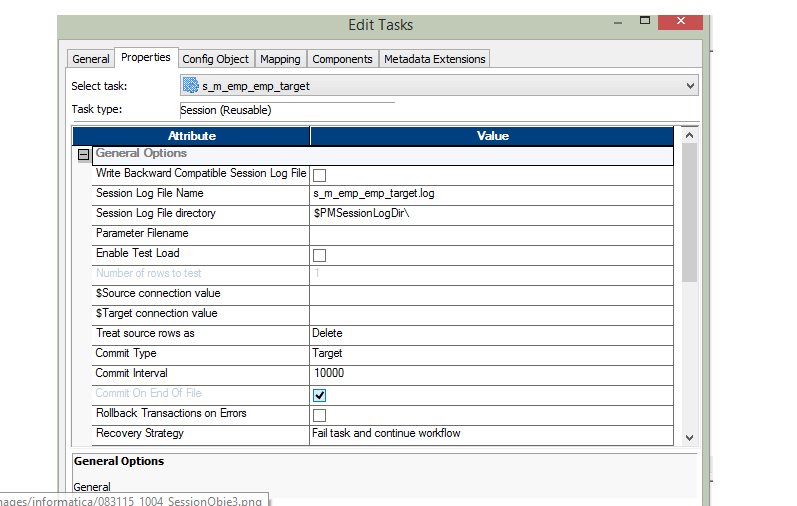 Edit Tasks
General Properties Config Object Mapping Components Metadata Extensions
Select task: s_m_emp_emp_target
Task type: Session (Reusable)
Attribute Value
General Options
Write Backward Compatible Session Log File
Session Log File Name s_m_emp_emp_target.log
Session Log File directory $PMSessionLogDir\
Parameter Filename
Enable Test Load
Number of rows to test 1
$Source connection value
$Target connection value
Treat source rows as Delete
Commit Type Target
Commit Interval 10000
Commit On End Of File
Rollback Transactions on Errors
Recovery Strategy Fail task and continue workflow
General Options
General
nages/informatica/083115_1004_SessionObje3.png